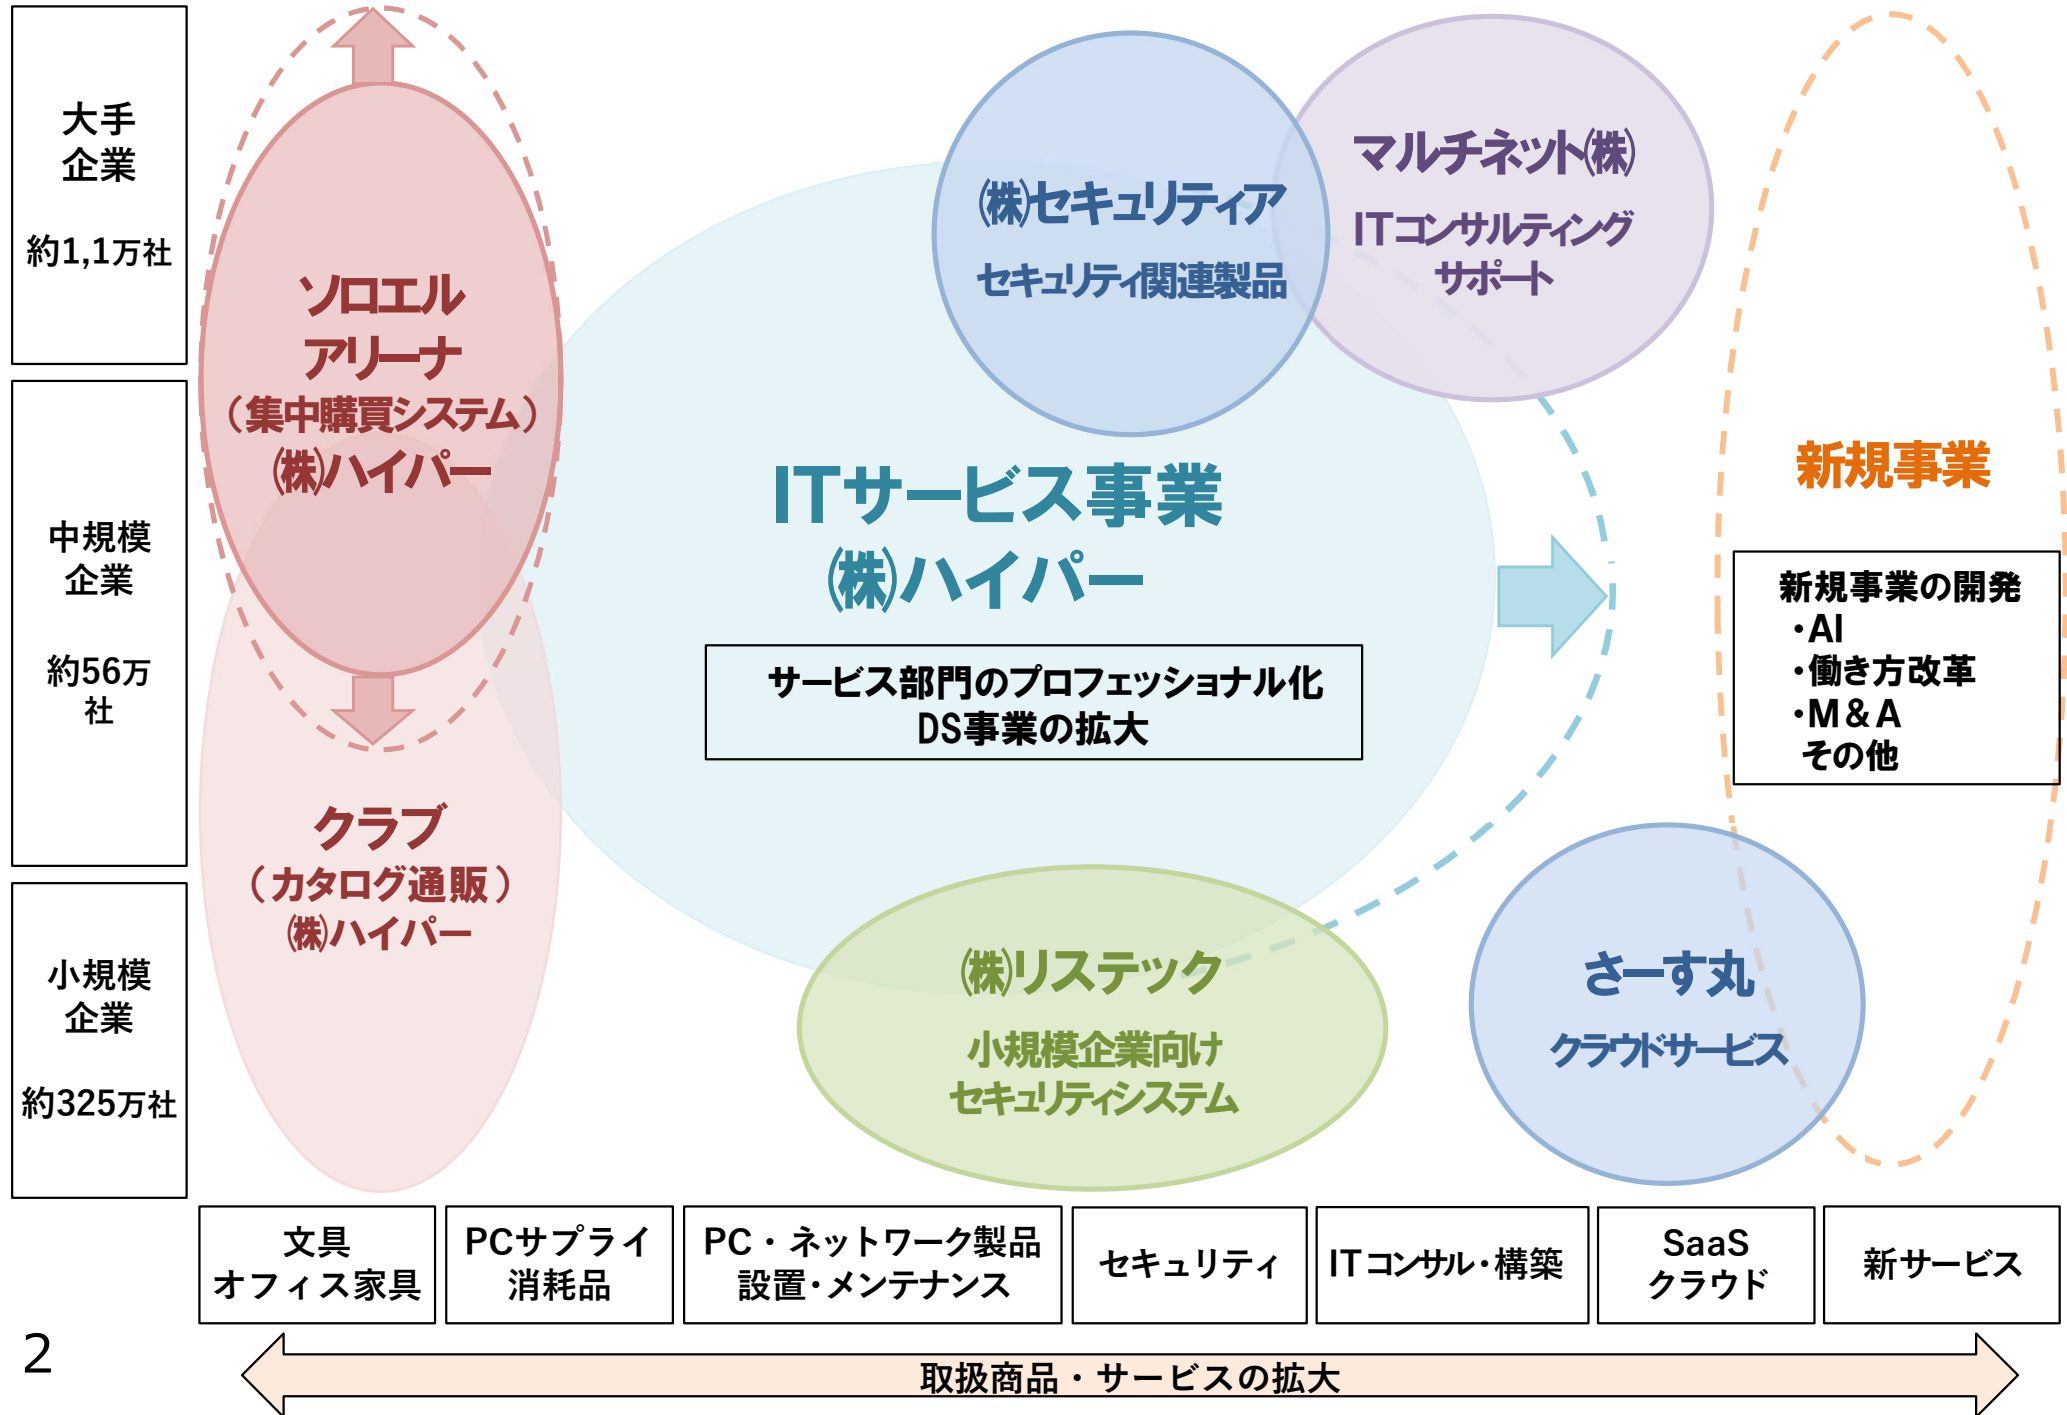 大手
企業
約1,1万社
中規模
企業
約56万
社
小規模
企業
約325万社
ソロエル
アリーナ
（集中購買システム）
㈱ハイパー
クラブ
（カタログ通販）
㈱ハイパー
ITサービス事業
㈱ハイパー
サービス部門のプロフェッショナル化
DS事業の拡大
㈱セキュリティア
セキュリティ関連製品
マルチネット㈱
ITコンサルティング
サポート
㈱リステック
小規模企業向け
セキュリティシステム
さーす丸
クラウドサービス
新規事業
新規事業の開発
・AI
・働き方改革
・M＆A
その他
文具
オフィス家具
PCサプライ
消耗品
PC・ネットワーク製品
設置・メンテナンス
セキュリティ
ITコンサル・構築
SaaS
クラウド
新サービス
取扱商品・サービスの拡大
2